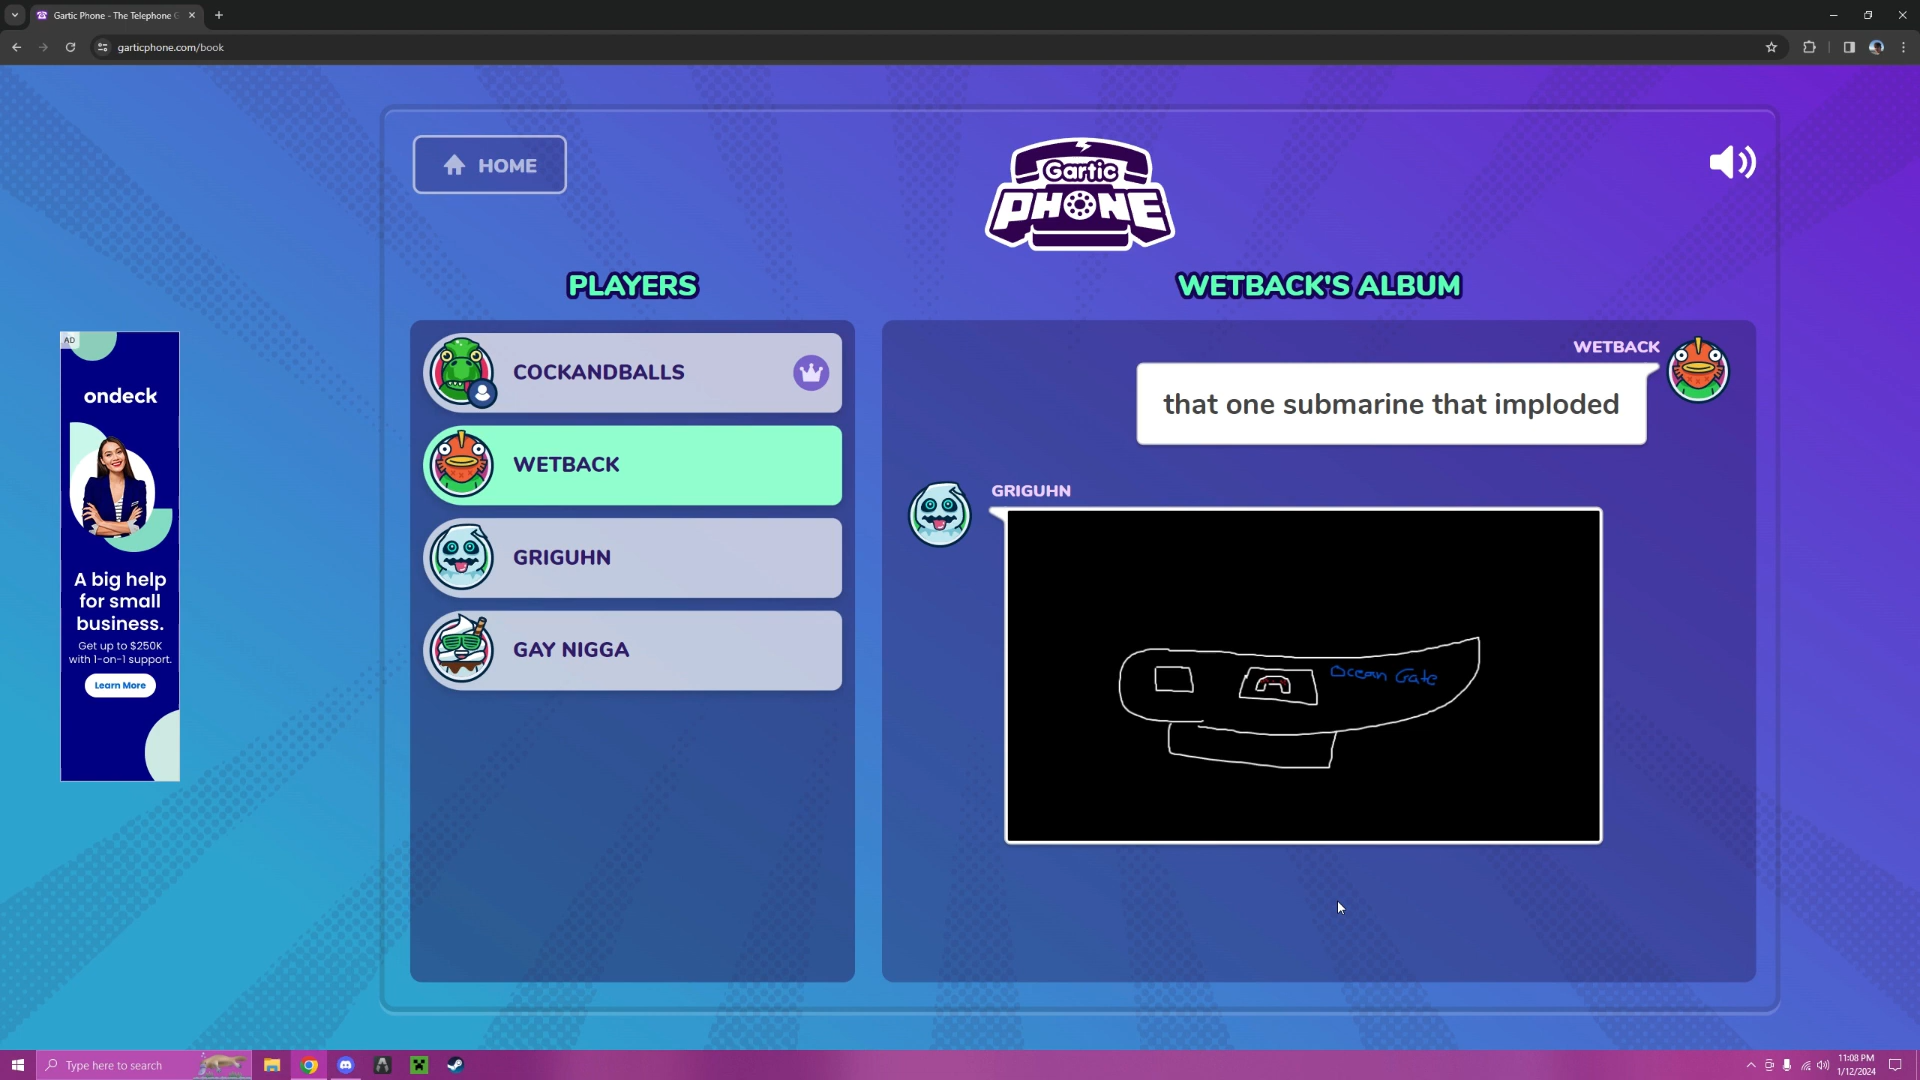 Gartic Phone - The Telephone G
garticphone.com/book
HOME
Gartic
PHONE
PLAYERS
WETBACK'S ALBUM
COCKANDBALLS
WETBACK
GRIGUHN
GAY NIGGA
WETBACK
that one submarine that imploded
GRIGUHN
Ocean Gate
AD
ondeck
A big help
for small
business.
Get up to $250K
with 1-on-1 support.
Learn More
Type here to search
11:08 PM
1/12/2024